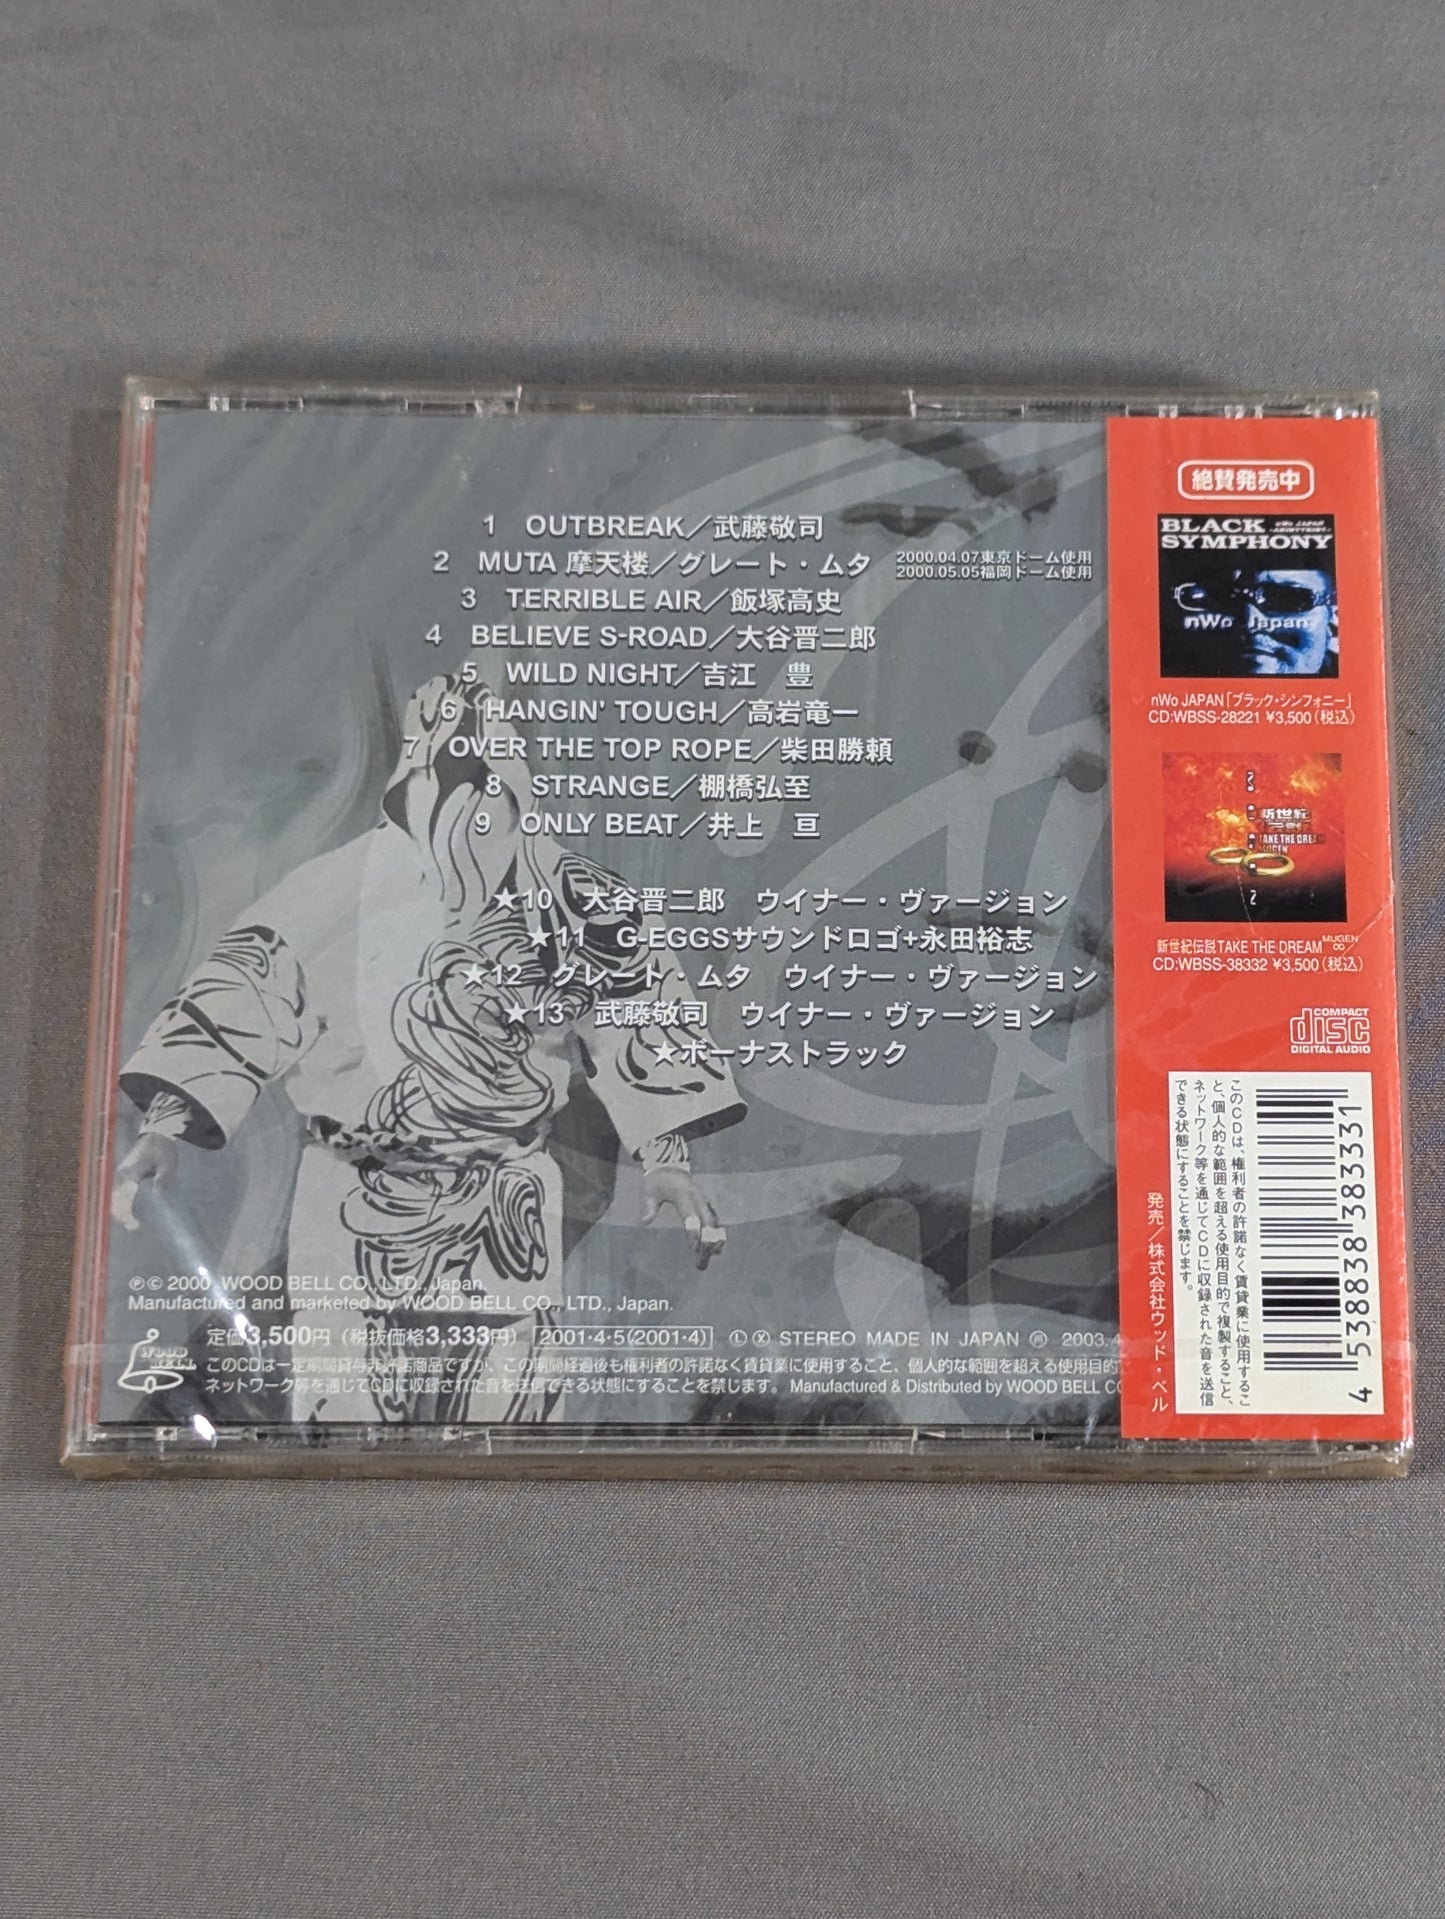 1 OUTBREAK／武藤敬司
2 MUTA 摩天楼／グレート・ムタ 2000.04.07東京ドーム使用
2000.05.05福岡ドーム使用
3 TERRIBLE AIR／飯塚高史
4 BELIEVE S-ROAD／大谷晋二郎
5 WILD NIGHT／吉江 豊
6 HANGIN' TOUGH／高岩竜一
7 OVER THE TOP ROPE／柴田勝頼
8 STRANGE／棚橋弘至
9 ONLY BEAT／井上 亘
★10 大谷晋二郎 ウイナー・ヴァージョン
★11 G-EGGSサウンドロゴ+永田裕志
★12 グレート・ムタ ウイナー・ヴァージョン
★13 武藤敬司 ウイナー・ヴァージョン
★ボーナストラック
℗© 2000, WOOD BELL CO., LTD., Japan.
Manufactured and marketed by WOOD BELL CO., LTD., Japan.
定価3,500円（税抜価格3,333円） 2001・4・5(2001・4) Ⓛ Ⓧ STEREO MADE IN JAPAN 2003.4
このCDは一定期間貸与非許諾商品ですが、この期間経過後も権利者の許諾なく賃貸業に使用すること、個人的な範囲を超える使用目的
ネットワーク等を通じてCDに収録された音を送信できる状態にすることを禁じます。 Manufactured & Distributed by WOOD BELL CO
絶賛発売中
BLACK nWo JAPAN
SYMPHONY
nWo Japan
nWo JAPAN「ブラック・シンフォニー」
CD:WBSS-28221 ¥3,500（税込）
新世紀
TAKE THE DREAM
新世紀伝説TAKE THE DREAM MUGEN ∞
CD:WBSS-38332 ¥3,500（税込）
COMPACT
disc
DIGITAL AUDIO
このCDは、権利者の許諾なく賃貸業に使用するこ
と、個人的な範囲を超える使用目的で複製すること、
ネットワーク等を通じてCDに収録された音を送信
できる状態にすることを禁じます。
発売／株式会社ウッド・ベル
4 538838 383331